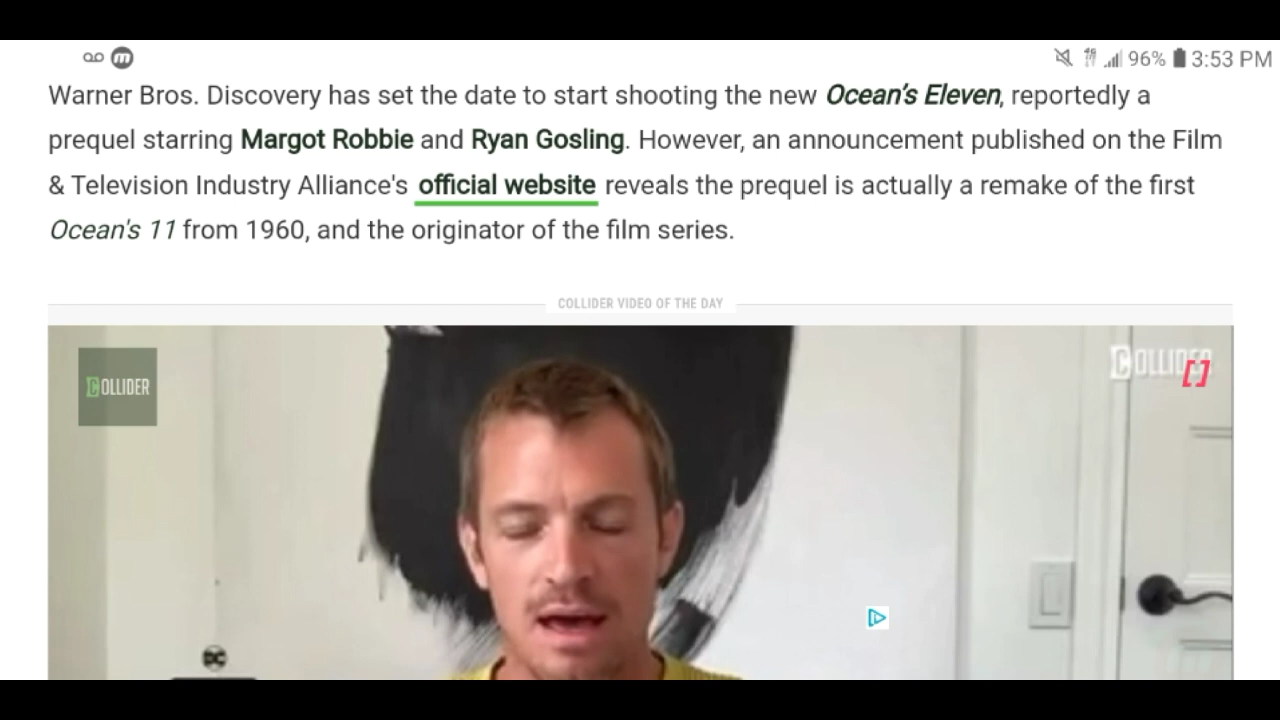 4G 96% 3:53 PM
Warner Bros. Discovery has set the date to start shooting the new Ocean's Eleven, reportedly a
prequel starring Margot Robbie and Ryan Gosling. However, an announcement published on the Film
& Television Industry Alliance's official website reveals the prequel is actually a remake of the first
Ocean's 11 from 1960, and the originator of the film series.
COLLIDER VIDEO OF THE DAY
COLLIDER
COLLIDER
DC